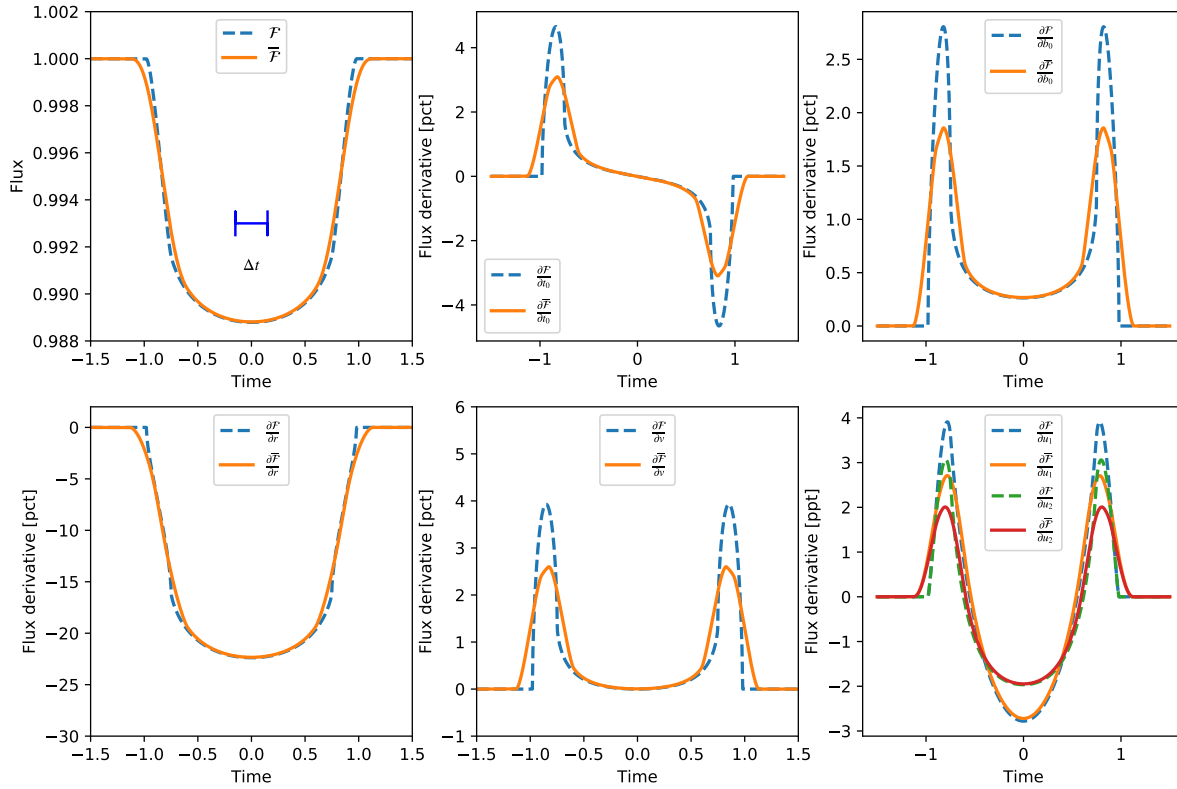 Flux
1.002
1.000
0.998
0.996
0.994
0.992
0.990
0.988
ℱ
ℱ̅
Δt
−1.5 −1.0 −0.5 0.0 0.5 1.0 1.5
Time
Flux derivative [pct]
4
2
0
−2
−4
∂ℱ/∂t₀
∂ℱ̅/∂t₀
−1 0 1
Time
Flux derivative [pct]
2.5
2.0
1.5
1.0
0.5
0.0
∂ℱ/∂b₀
∂ℱ̅/∂b₀
−1 0 1
Time
Flux derivative [pct]
0
−5
−10
−15
−20
−25
−30
∂ℱ/∂r
∂ℱ̅/∂r
−1.5 −1.0 −0.5 0.0 0.5 1.0 1.5
Time
Flux derivative [pct]
6
5
4
3
2
1
0
−1
∂ℱ/∂v
∂ℱ̅/∂v
−1.5 −1.0 −0.5 0.0 0.5 1.0 1.5
Time
Flux derivative [ppt]
4
3
2
1
0
−1
−2
−3
∂ℱ/∂u₁
∂ℱ̅/∂u₁
∂ℱ/∂u₂
∂ℱ̅/∂u₂
−1 0 1
Time